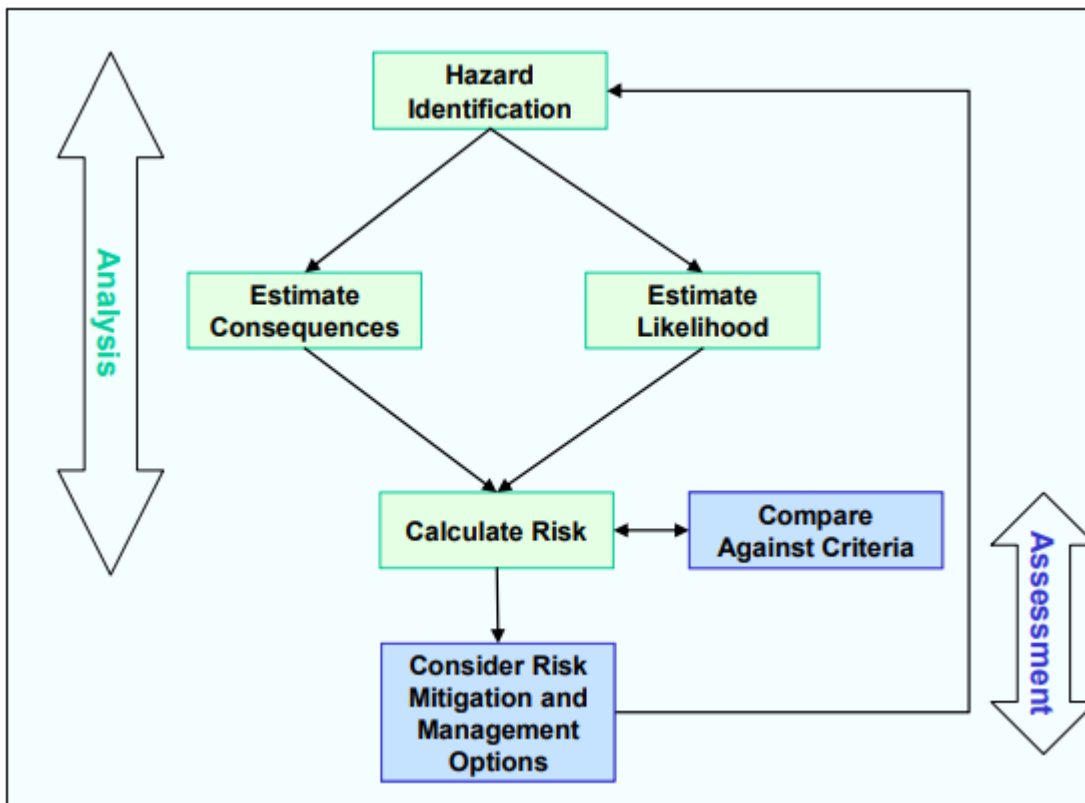 Hazard
Identification
Analysis
Estimate
Consequences
Estimate
Likelihood
Calculate Risk
Compare
Against Criteria
Assessment
Consider Risk
Mitigation and
Management
Options